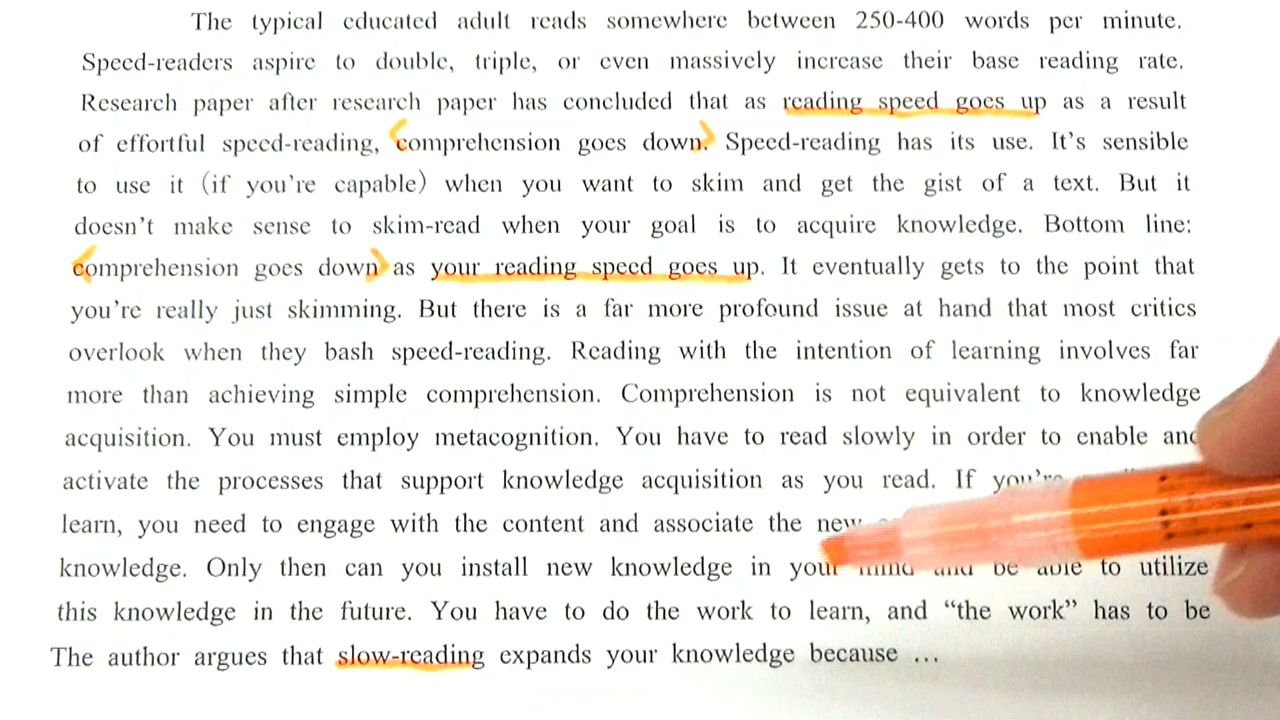 The typical educated adult reads somewhere between 250-400 words per minute.
Speed-readers aspire to double, triple, or even massively increase their base reading rate.
Research paper after research paper has concluded that as reading speed goes up as a result
of effortful speed-reading, comprehension goes down. Speed-reading has its use. It's sensible
to use it (if you're capable) when you want to skim and get the gist of a text. But it
doesn't make sense to skim-read when your goal is to acquire knowledge. Bottom line:
comprehension goes down as your reading speed goes up. It eventually gets to the point that
you're really just skimming. But there is a far more profound issue at hand that most critics
overlook when they bash speed-reading. Reading with the intention of learning involves far
more than achieving simple comprehension. Comprehension is not equivalent to knowledge
acquisition. You must employ metacognition. You have to read slowly in order to enable and
activate the processes that support knowledge acquisition as you read. If you're
learn, you need to engage with the content and associate the new
knowledge. Only then can you install new knowledge in your mind and be able to utilize
this knowledge in the future. You have to do the work to learn, and “the work” has to be
The author argues that slow-reading expands your knowledge because …